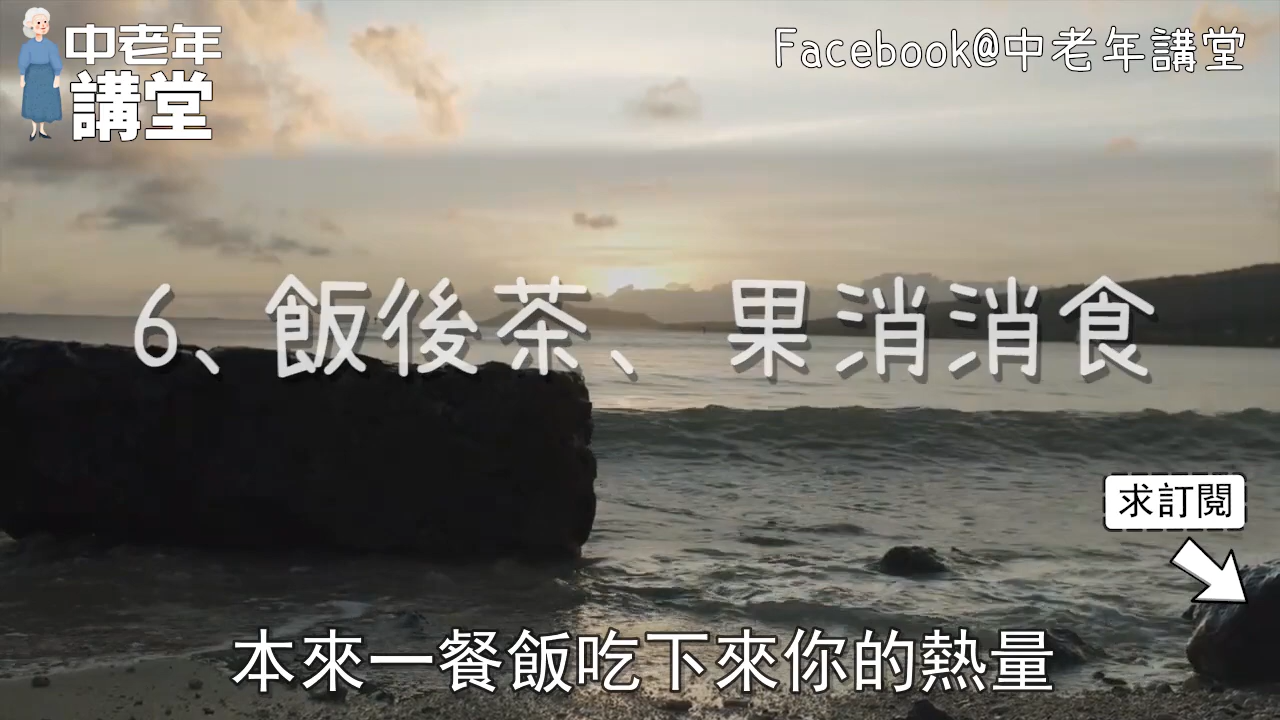 中老年
講堂
Facebook@中老年講堂
6、飯後茶、果消消食
求訂閱
本來一餐飯吃下來你的熱量